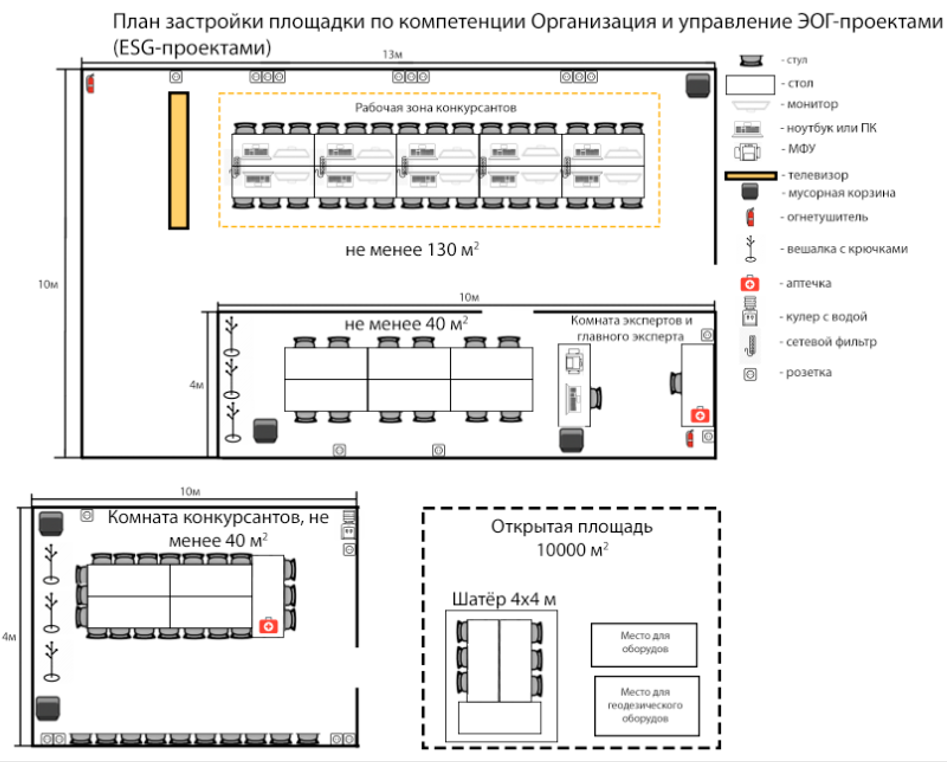 План застройки площадки по компетенции Организация и управление ЭОГ-проектами
(ESG-проектами)
13м
10м
Рабочая зона конкурсантов
не менее 130 м²
10м
4м
не менее 40 м²
Комната экспертов и
главного эксперта
- стул
- стол
- монитор
- ноутбук или ПК
- МФУ
- телевизор
- мусорная корзина
- огнетушитель
- вешалка с крючками
- аптечка
- кулер с водой
- сетевой фильтр
- розетка
10м
4м
Комната конкурсантов, не
менее 40 м²
Открытая площадь
10000 м²
Шатёр 4х4 м
Место для
оборудов
Место для
геодезического
оборудов